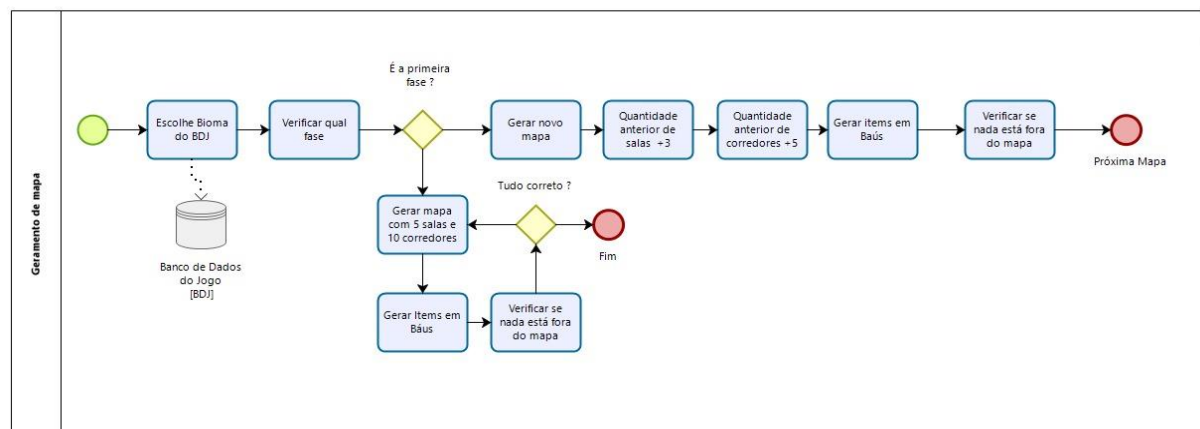 Geramento de mapa
É a primeira
fase ?
Escolhe Bioma
do BDJ
Verificar qual
fase
Gerar novo
mapa
Quantidade
anterior de
salas +3
Quantidade
anterior de
corredores +5
Gerar items em
Baús
Verificar se
nada está fora
do mapa
Próxima Mapa
Banco de Dados
do Jogo
[BDJ]
Gerar mapa
com 5 salas e
10 corredores
Tudo correto ?
Fim
Gerar Items em
Báus
Verificar se
nada está fora
do mapa